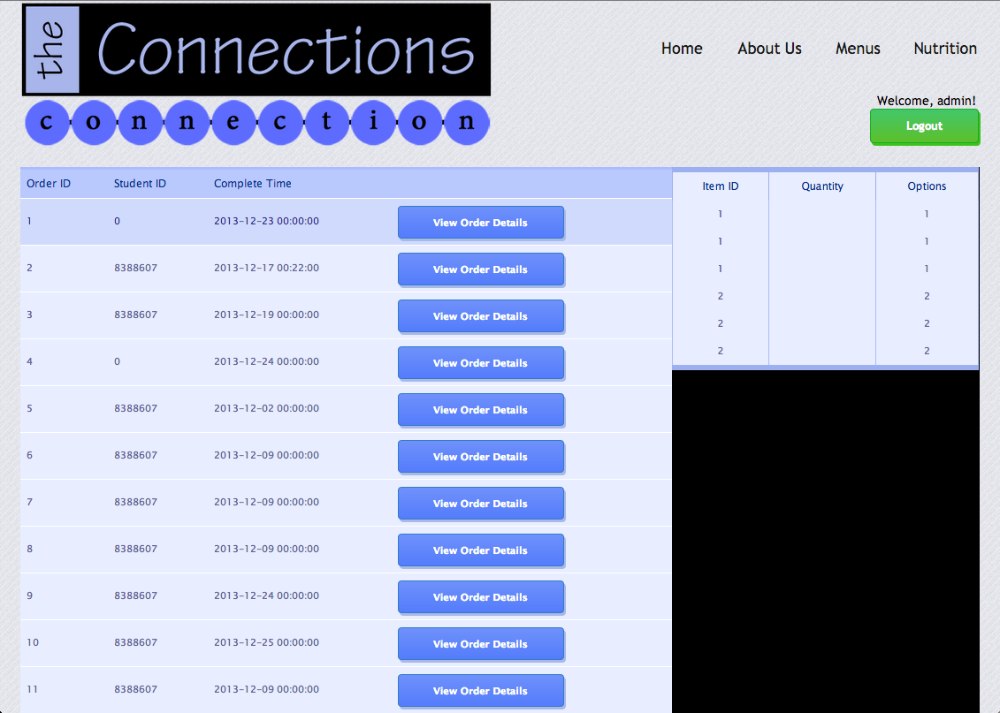 the Connections
connection
Home About Us Menus Nutrition
Welcome, admin!
Logout
Order ID Student ID Complete Time
1 0 2013-12-23 00:00:00 View Order Details
2 8388607 2013-12-17 00:22:00 View Order Details
3 8388607 2013-12-19 00:00:00 View Order Details
4 0 2013-12-24 00:00:00 View Order Details
5 8388607 2013-12-02 00:00:00 View Order Details
6 8388607 2013-12-09 00:00:00 View Order Details
7 8388607 2013-12-09 00:00:00 View Order Details
8 8388607 2013-12-09 00:00:00 View Order Details
9 8388607 2013-12-24 00:00:00 View Order Details
10 8388607 2013-12-25 00:00:00 View Order Details
11 8388607 2013-12-09 00:00:00 View Order Details
Item ID Quantity Options
1 1
1 1
1 1
2 2
2 2
2 2